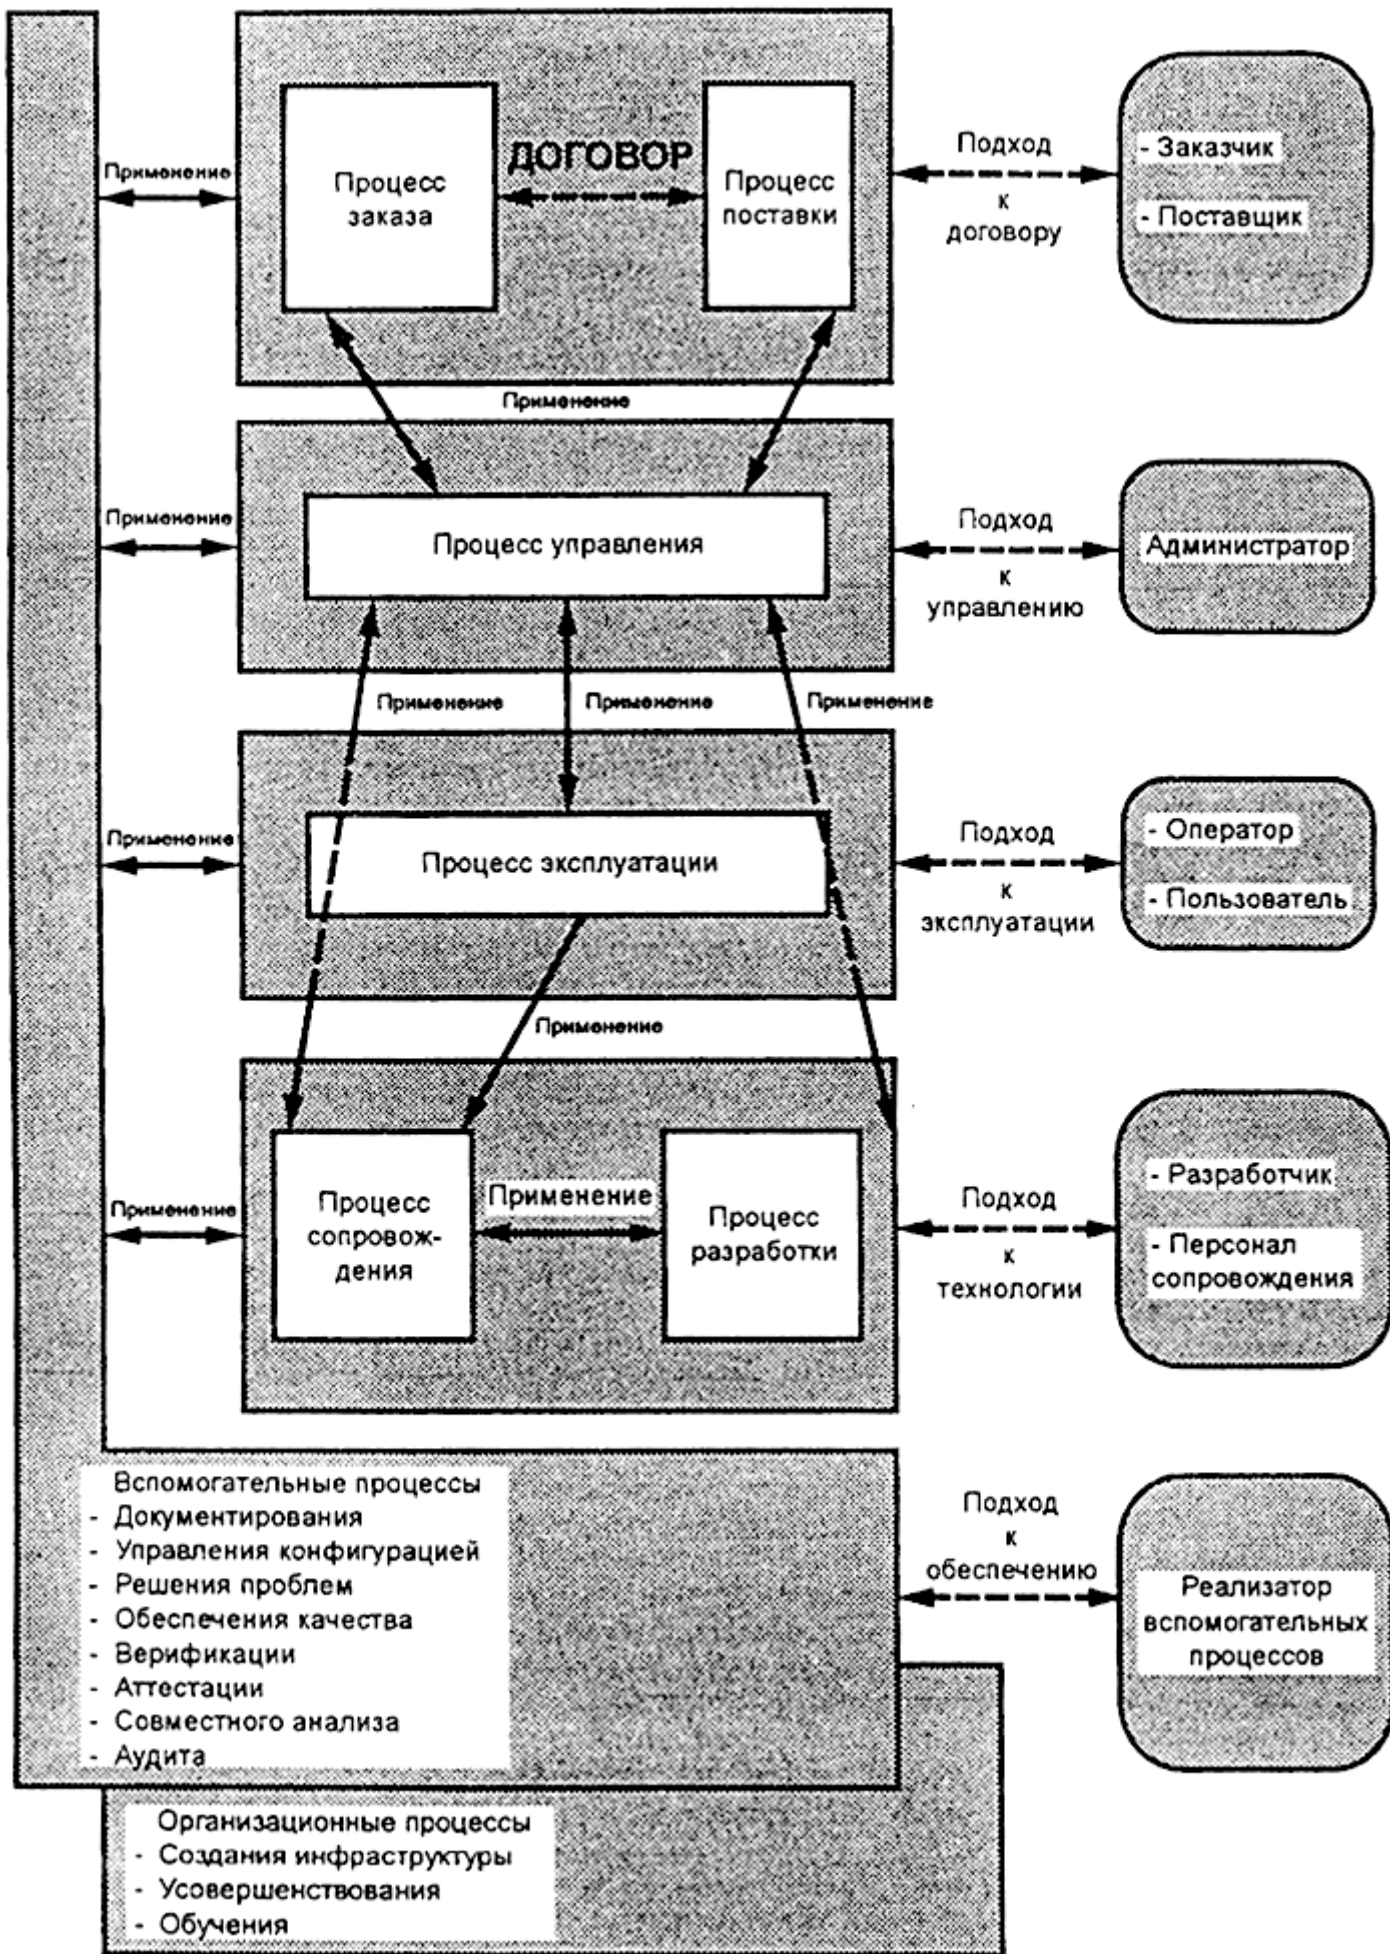 Применение
Процесс
заказа
ДОГОВОР
Процесс
поставки
Подход
к
договору
- Заказчик
- Поставщик
Применение
Применение
Процесс управления
Подход
к
управлению
Администратор
Применение
Применение
Применение
Применение
Процесс эксплуатации
Подход
к
эксплуатации
- Оператор
- Пользователь
Применение
Применение
Процесс
сопровож-
дения
Применение
Процесс
разработки
Подход
к
технологии
- Разработчик
- Персонал
сопровождения
Вспомогательные процессы
- Документирования
- Управления конфигурацией
- Решения проблем
- Обеспечения качества
- Верификации
- Аттестации
- Совместного анализа
- Аудита
Подход
к
обеспечению
Реализатор
вспомогательных
процессов
Организационные процессы
- Создания инфраструктуры
- Усовершенствования
- Обучения